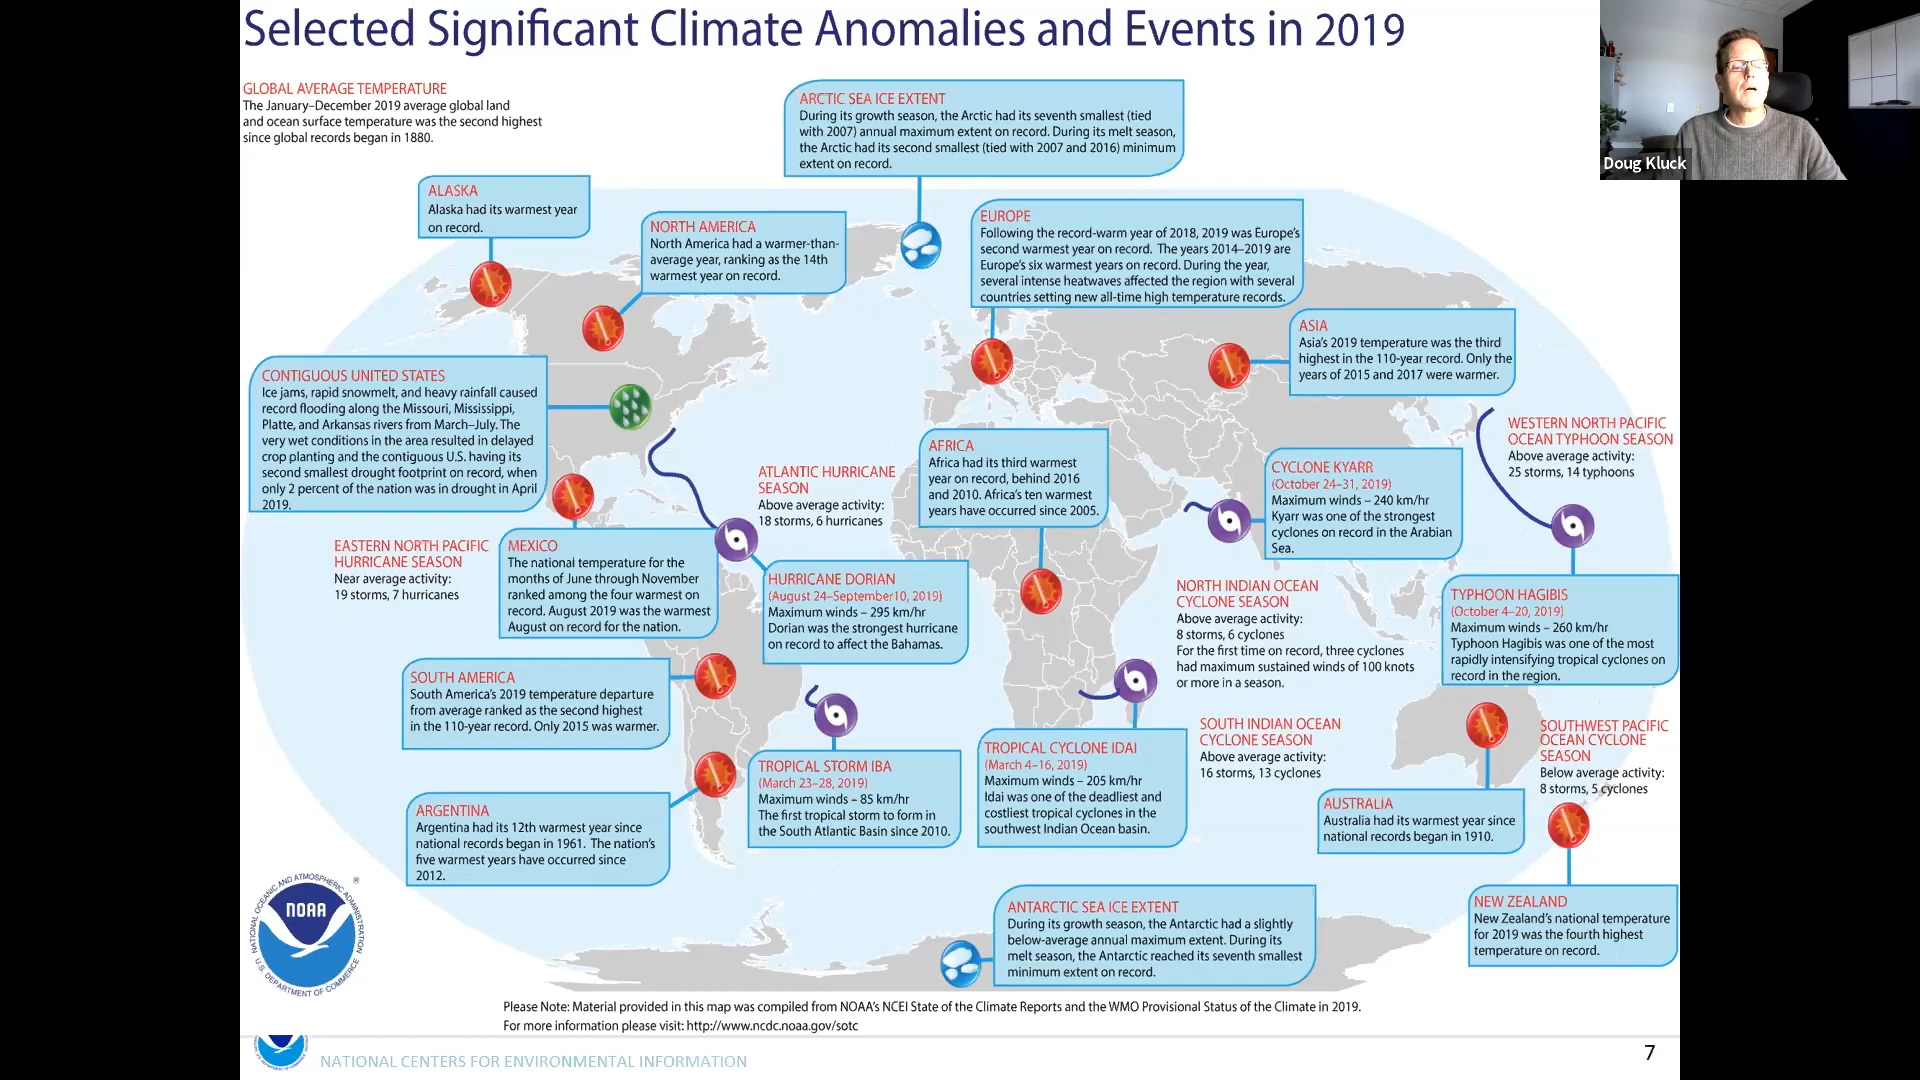 Selected Significant Climate Anomalies and Events in 2019
Doug Kluck
GLOBAL AVERAGE TEMPERATURE
The January–December 2019 average global land
and ocean surface temperature was the second highest
since global records began in 1880.
ARCTIC SEA ICE EXTENT
During its growth season, the Arctic had its seventh smallest (tied
with 2007) annual maximum extent on record. During its melt season,
the Arctic had its second smallest (tied with 2007 and 2016) minimum
extent on record.
ALASKA
Alaska had its warmest year
on record.
NORTH AMERICA
North America had a warmer-than-
average year, ranking as the 14th
warmest year on record.
EUROPE
Following the record-warm year of 2018, 2019 was Europe's
second warmest year on record. The years 2014–2019 are
Europe's six warmest years on record. During the year,
several intense heatwaves affected the region with several
countries setting new all-time high temperature records.
ASIA
Asia's 2019 temperature was the third
highest in the 110-year record. Only the
years of 2015 and 2017 were warmer.
CONTIGUOUS UNITED STATES
Ice jams, rapid snowmelt, and heavy rainfall caused
record flooding along the Missouri, Mississippi,
Platte, and Arkansas rivers from March–July. The
very wet conditions in the area resulted in delayed
crop planting and the contiguous U.S. having its
second smallest drought footprint on record, when
only 2 percent of the nation was in drought in April
2019.
ATLANTIC HURRICANE
SEASON
Above average activity:
18 storms, 6 hurricanes
AFRICA
Africa had its third warmest
year on record, behind 2016
and 2010. Africa's ten warmest
years have occurred since 2005.
CYCLONE KYARR
(October 24–31, 2019)
Maximum winds – 240 km/hr
Kyarr was one of the strongest
cyclones on record in the Arabian
Sea.
WESTERN NORTH PACIFIC
OCEAN TYPHOON SEASON
Above average activity:
25 storms, 14 typhoons
EASTERN NORTH PACIFIC
HURRICANE SEASON
Near average activity:
19 storms, 7 hurricanes
MEXICO
The national temperature for the
months of June through November
ranked among the four warmest on
record. August 2019 was the warmest
August on record for the nation.
HURRICANE DORIAN
(August 24–September10, 2019)
Maximum winds – 295 km/hr
Dorian was the strongest hurricane
on record to affect the Bahamas.
NORTH INDIAN OCEAN
CYCLONE SEASON
Above average activity:
8 storms, 6 cyclones
For the first time on record, three cyclones
had maximum sustained winds of 100 knots
or more in a season.
TYPHOON HAGIBIS
(October 4–20, 2019)
Maximum winds – 260 km/hr
Typhoon Hagibis was one of the most
rapidly intensifying tropical cyclones on
record in the region.
SOUTH AMERICA
South America's 2019 temperature departure
from average ranked as the second highest
in the 110-year record. Only 2015 was warmer.
TROPICAL STORM IBA
(March 23–28, 2019)
Maximum winds – 85 km/hr
The first tropical storm to form in
the South Atlantic Basin since 2010.
TROPICAL CYCLONE IDAI
(March 4–16, 2019)
Maximum winds – 205 km/hr
Idai was one of the deadliest and
costliest tropical cyclones in the
southwest Indian Ocean basin.
SOUTH INDIAN OCEAN
CYCLONE SEASON
Above average activity:
16 storms, 13 cyclones
SOUTHWEST PACIFIC
OCEAN CYCLONE
SEASON
Below average activity:
8 storms, 5 cyclones
AUSTRALIA
Australia had its warmest year since
national records began in 1910.
ARGENTINA
Argentina had its 12th warmest year since
national records began in 1961. The nation's
five warmest years have occurred since
2012.
NEW ZEALAND
New Zealand's national temperature
for 2019 was the fourth highest
temperature on record.
ANTARCTIC SEA ICE EXTENT
During its growth season, the Antarctic had a slightly
below-average annual maximum extent. During its
melt season, the Antarctic reached its seventh smallest
minimum extent on record.
NATIONAL OCEANIC AND ATMOSPHERIC ADMINISTRATION
®
NOAA
U.S. DEPARTMENT OF COMMERCE
Please Note: Material provided in this map was compiled from NOAA's NCEI State of the Climate Reports and the WMO Provisional Status of the Climate in 2019.
For more information please visit: http://www.ncdc.noaa.gov/sotc
NATIONAL CENTERS FOR ENVIRONMENTAL INFORMATION
7